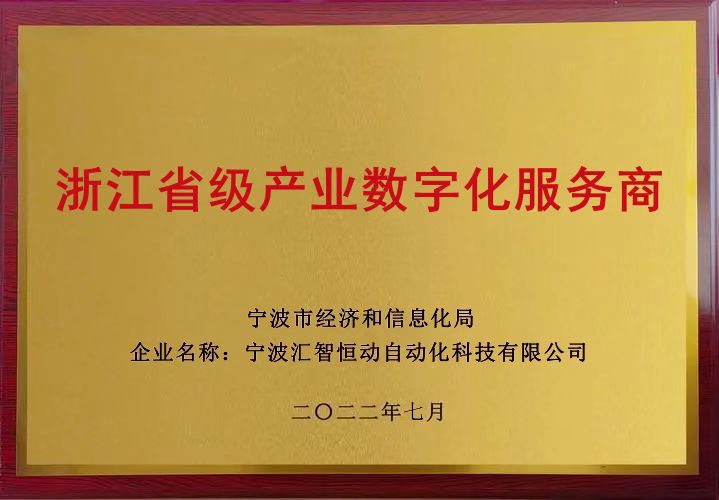 浙江省级产业数字化服务商
宁波市经济和信息化局
企业名称：宁波汇智恒动自动化科技有限公司
二〇二二年七月